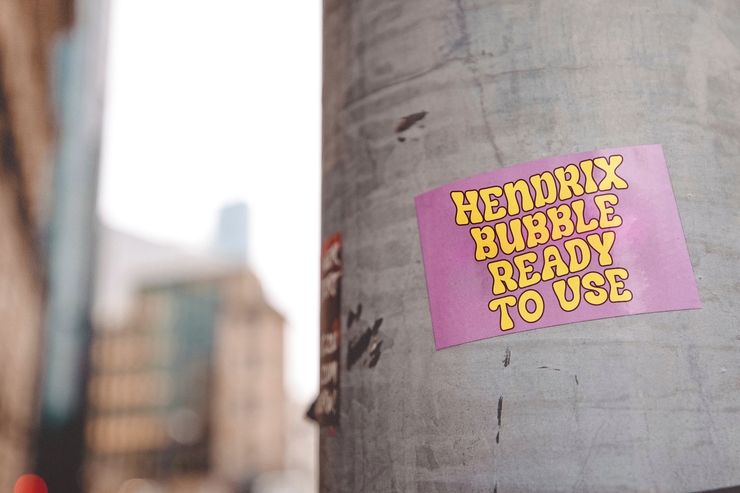 HENDRIX
BUBBLE
READY
TO USE